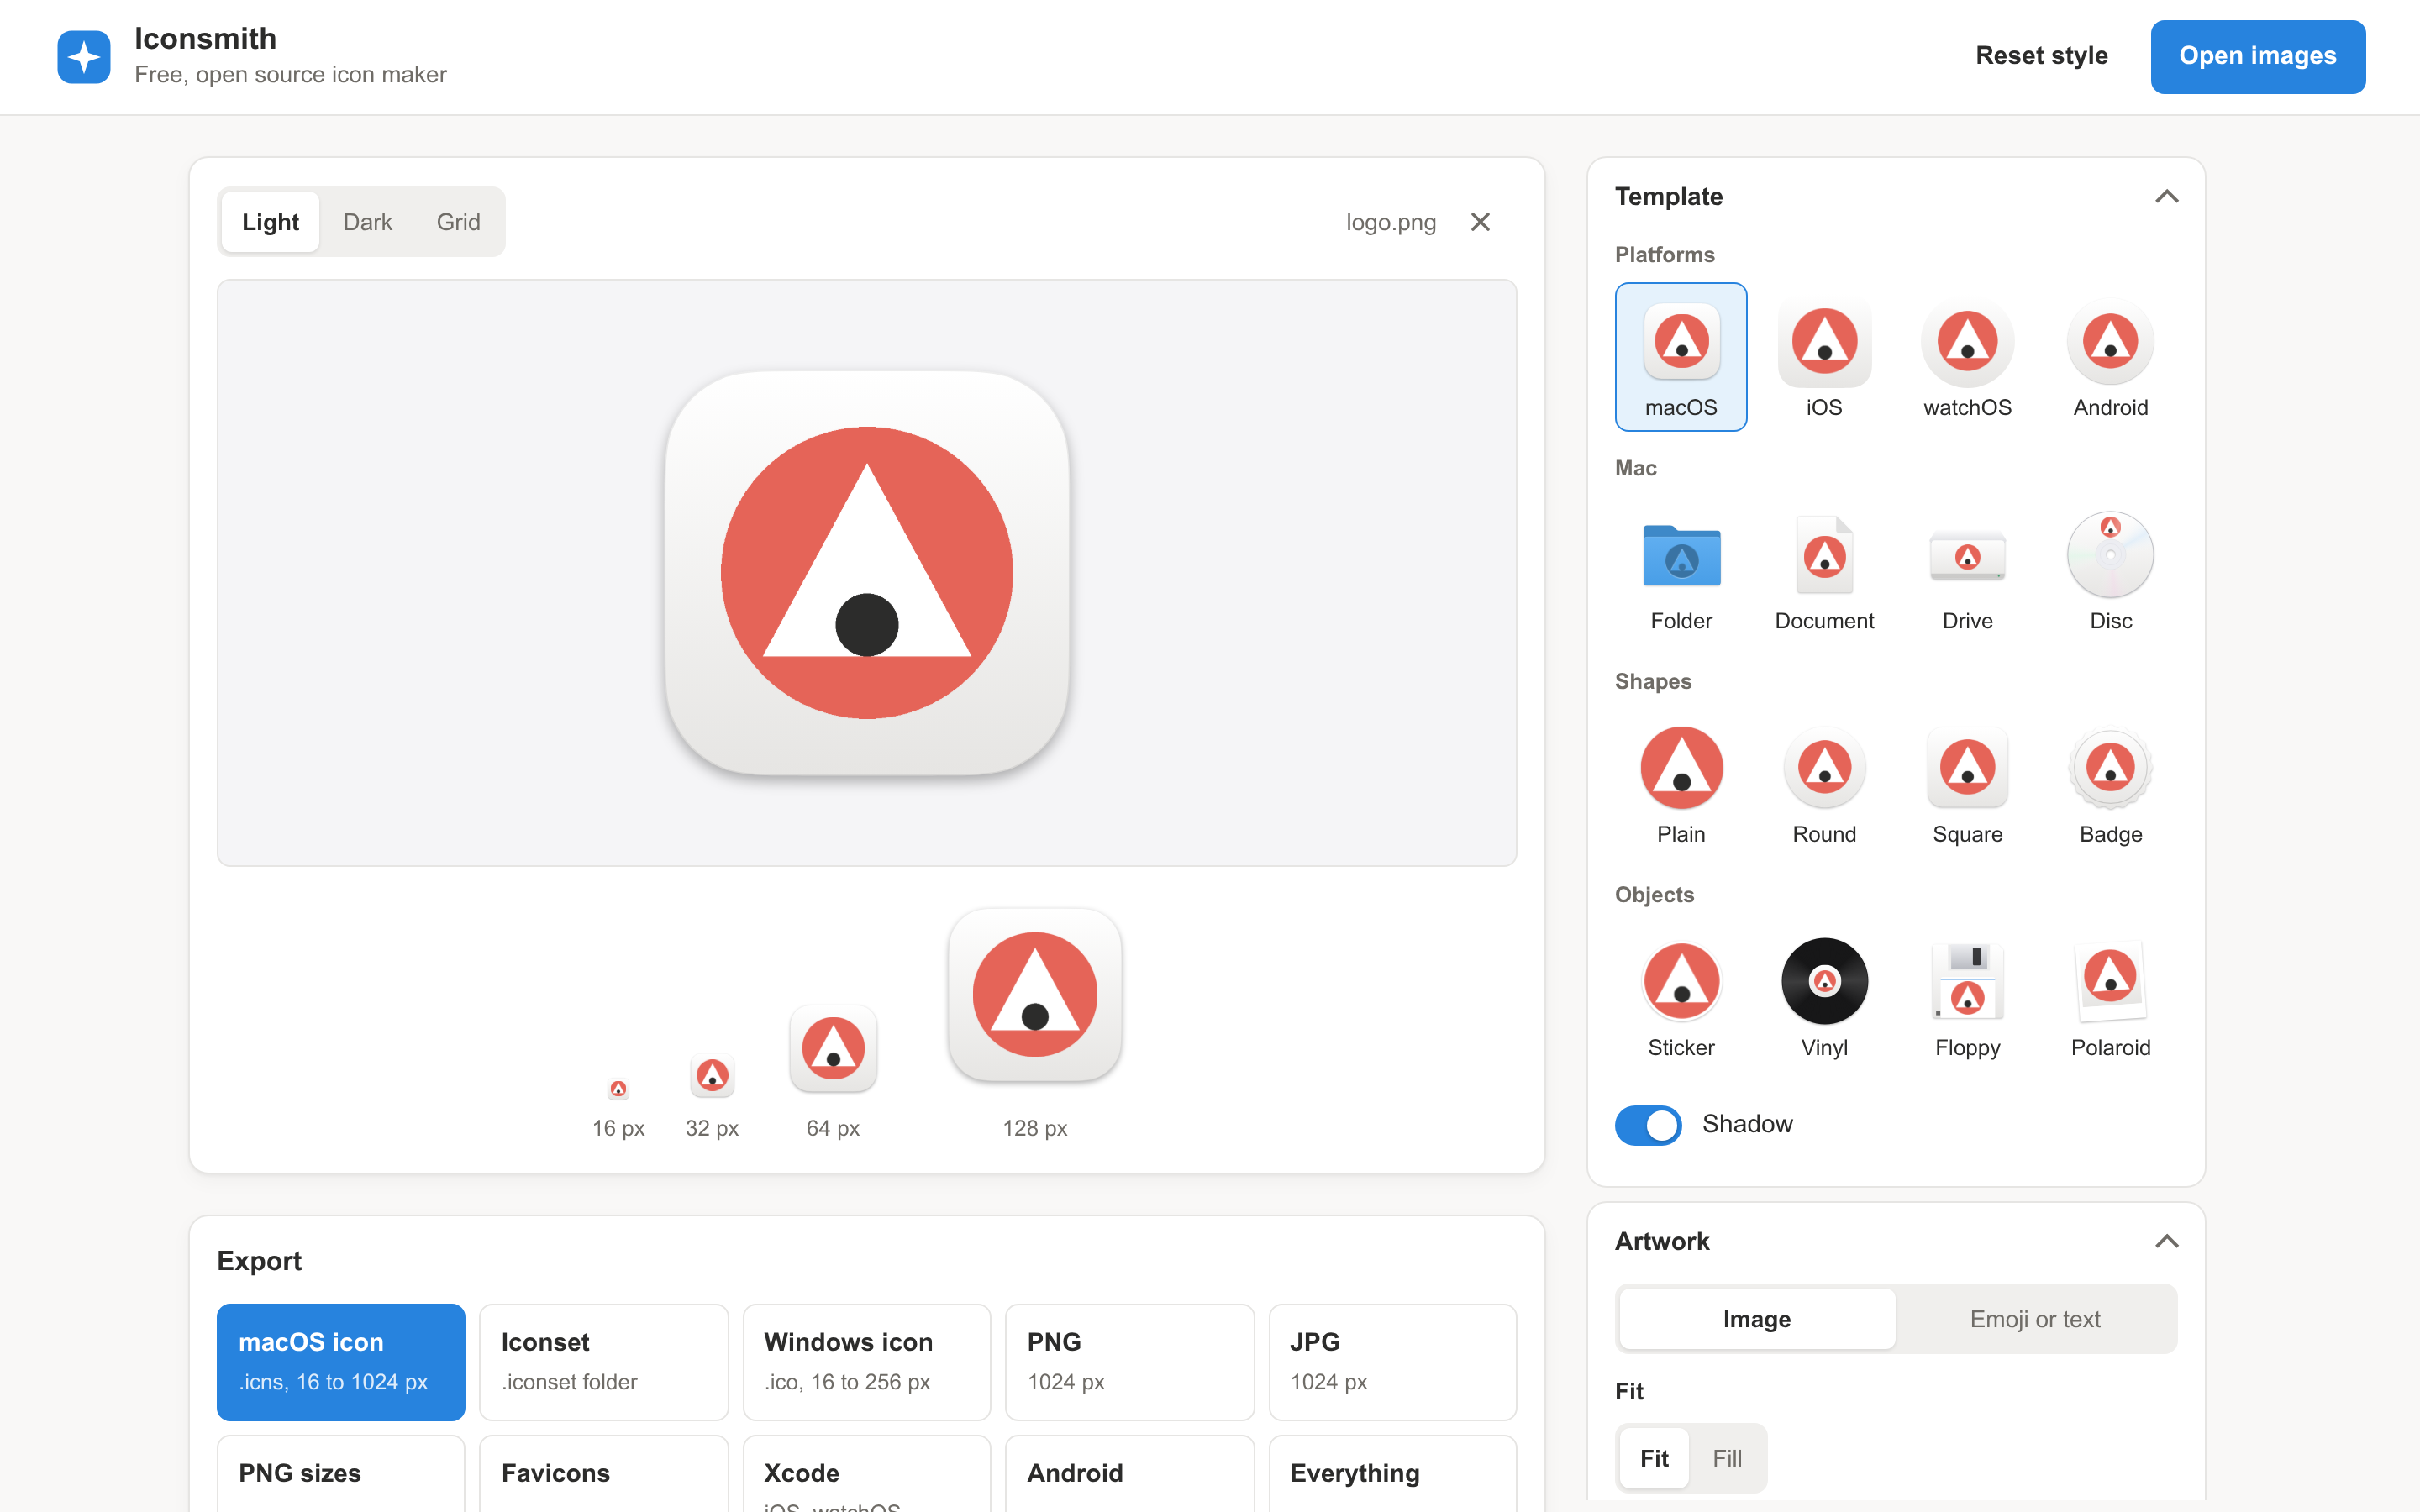 Iconsmith
Free, open source icon maker
Reset style
Open images
Light
Dark
Grid
logo.png
16 px
32 px
64 px
128 px
Export
macOS icon
.icns, 16 to 1024 px
Iconset
.iconset folder
Windows icon
.ico, 16 to 256 px
PNG
1024 px
JPG
1024 px
PNG sizes
Favicons
Xcode
iOS, watchOS
Android
Everything
Template
Platforms
macOS
iOS
watchOS
Android
Mac
Folder
Document
Drive
Disc
Shapes
Plain
Round
Square
Badge
Objects
Sticker
Vinyl
Floppy
Polaroid
Shadow
Artwork
Image
Emoji or text
Fit
Fit
Fill